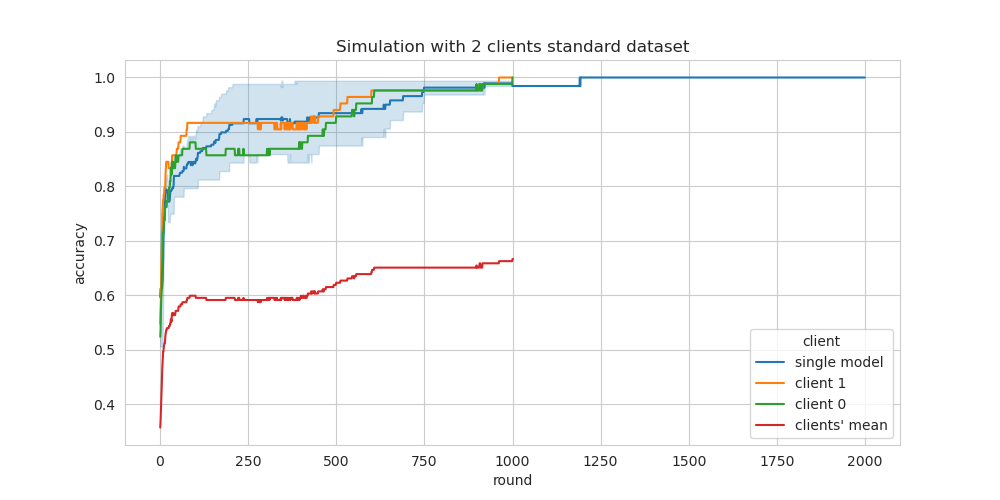 Simulation with 2 clients standard dataset
accuracy
1.0
0.9
0.8
0.7
0.6
0.5
0.4
client
single model
client 1
client 0
clients' mean
0 250 500 750 1000 1250 1500 1750 2000
round